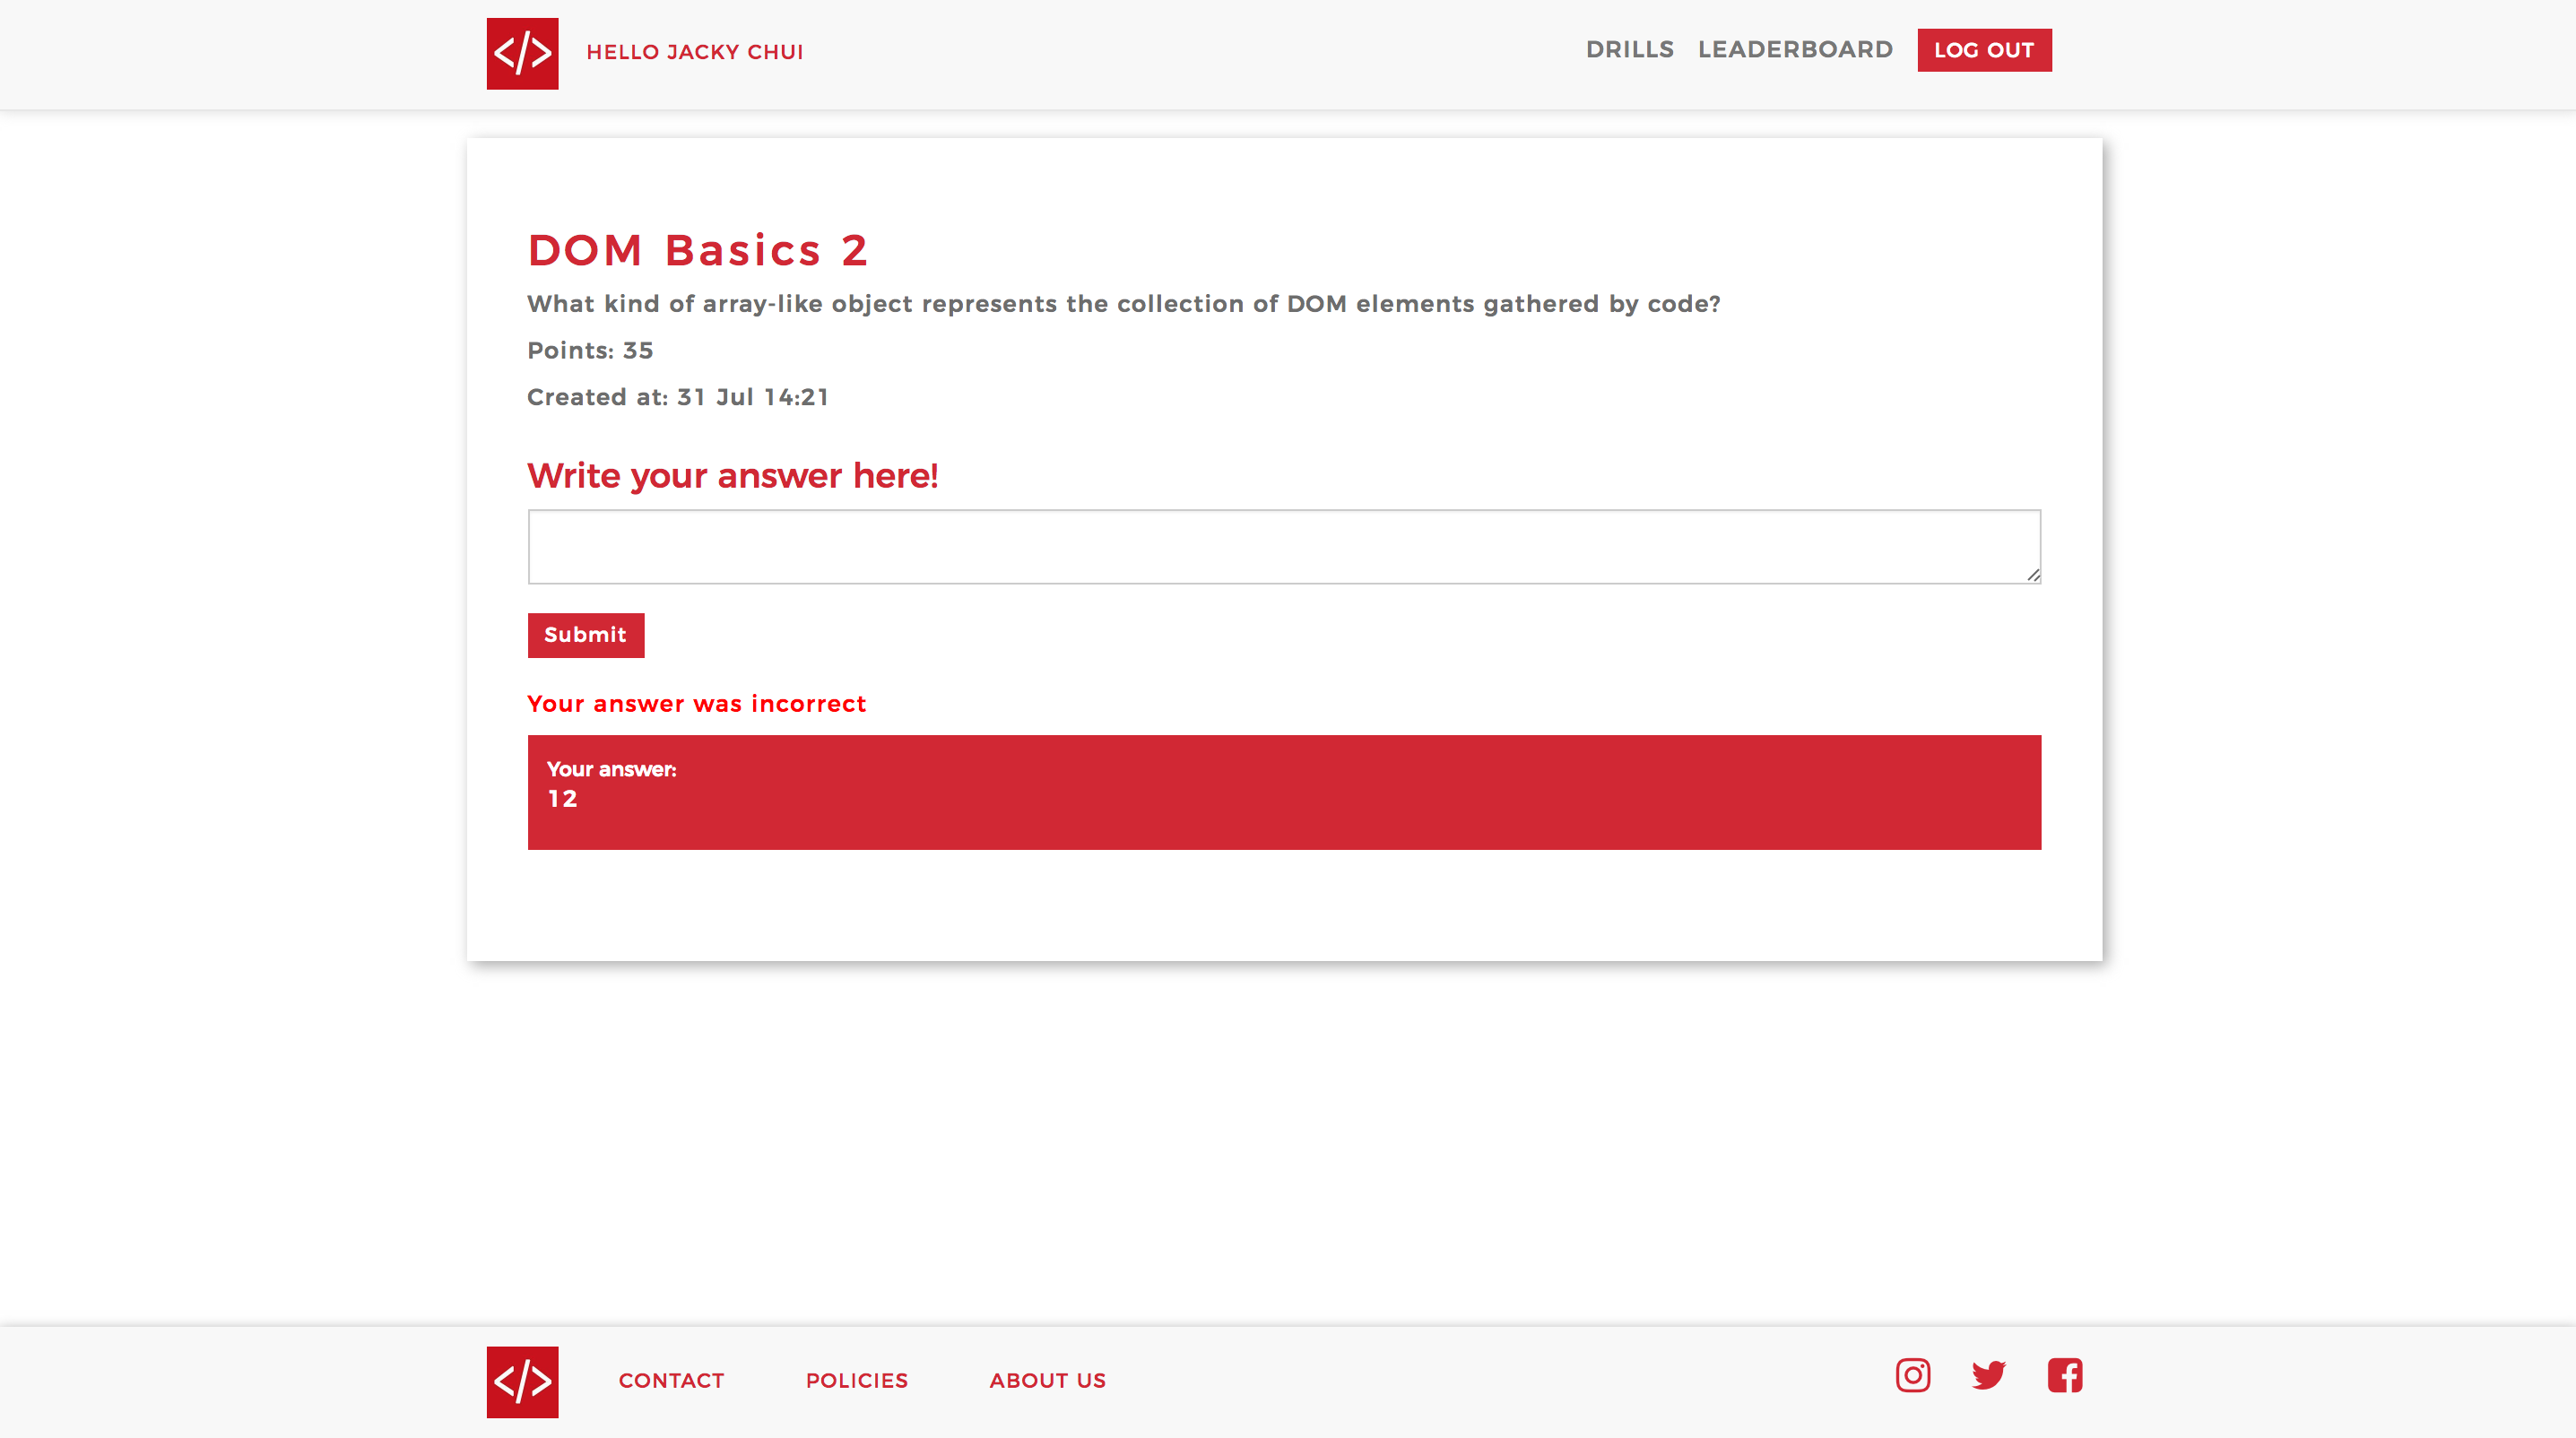 </>
HELLO JACKY CHUI
DRILLS
LEADERBOARD
LOG OUT
DOM Basics 2
What kind of array-like object represents the collection of DOM elements gathered by code?
Points: 35
Created at: 31 Jul 14:21
Write your answer here!
Submit
Your answer was incorrect
Your answer:
12
</>
CONTACT
POLICIES
ABOUT US